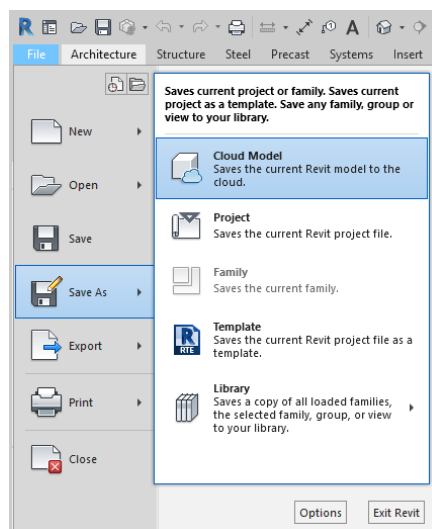 R
A
File Architecture Structure Steel Precast Systems Insert
Saves current project or family. Saves current
project as a template. Save any family, group or
view to your library.
New
Open
Save
Save As
Export
Print
Close
Cloud Model
Saves the current Revit model to the
cloud.
Project
Saves the current Revit project file.
Family
Saves the current family.
R
RTE
Template
Saves the current Revit project file as a
template.
Library
Saves a copy of all loaded families,
the selected family, group, or view
to your library.
Options Exit Revit